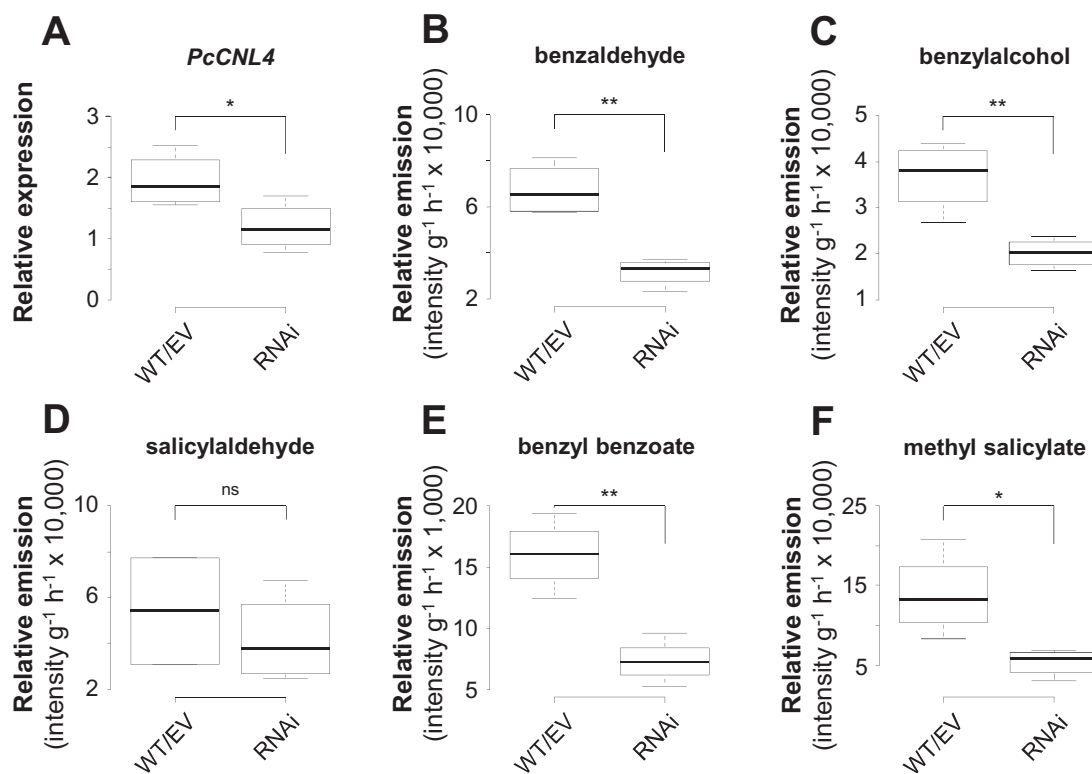 A
PcCNL4
Relative expression
3
2
1
0
*
WT/EV
RNAi
B
benzaldehyde
Relative emission
(intensity g⁻¹ h⁻¹ x 10,000)
10
6
2
**
WT/EV
RNAi
C
benzylalcohol
Relative emission
(intensity g⁻¹ h⁻¹ x 10,000)
5
4
3
2
1
**
WT/EV
RNAi
D
salicylaldehyde
Relative emission
(intensity g⁻¹ h⁻¹ x 10,000)
10
6
2
ns
WT/EV
RNAi
E
benzyl benzoate
Relative emission
(intensity g⁻¹ h⁻¹ x 1,000)
20
15
10
5
**
WT/EV
RNAi
F
methyl salicylate
Relative emission
(intensity g⁻¹ h⁻¹ x 10,000)
25
15
5
*
WT/EV
RNAi